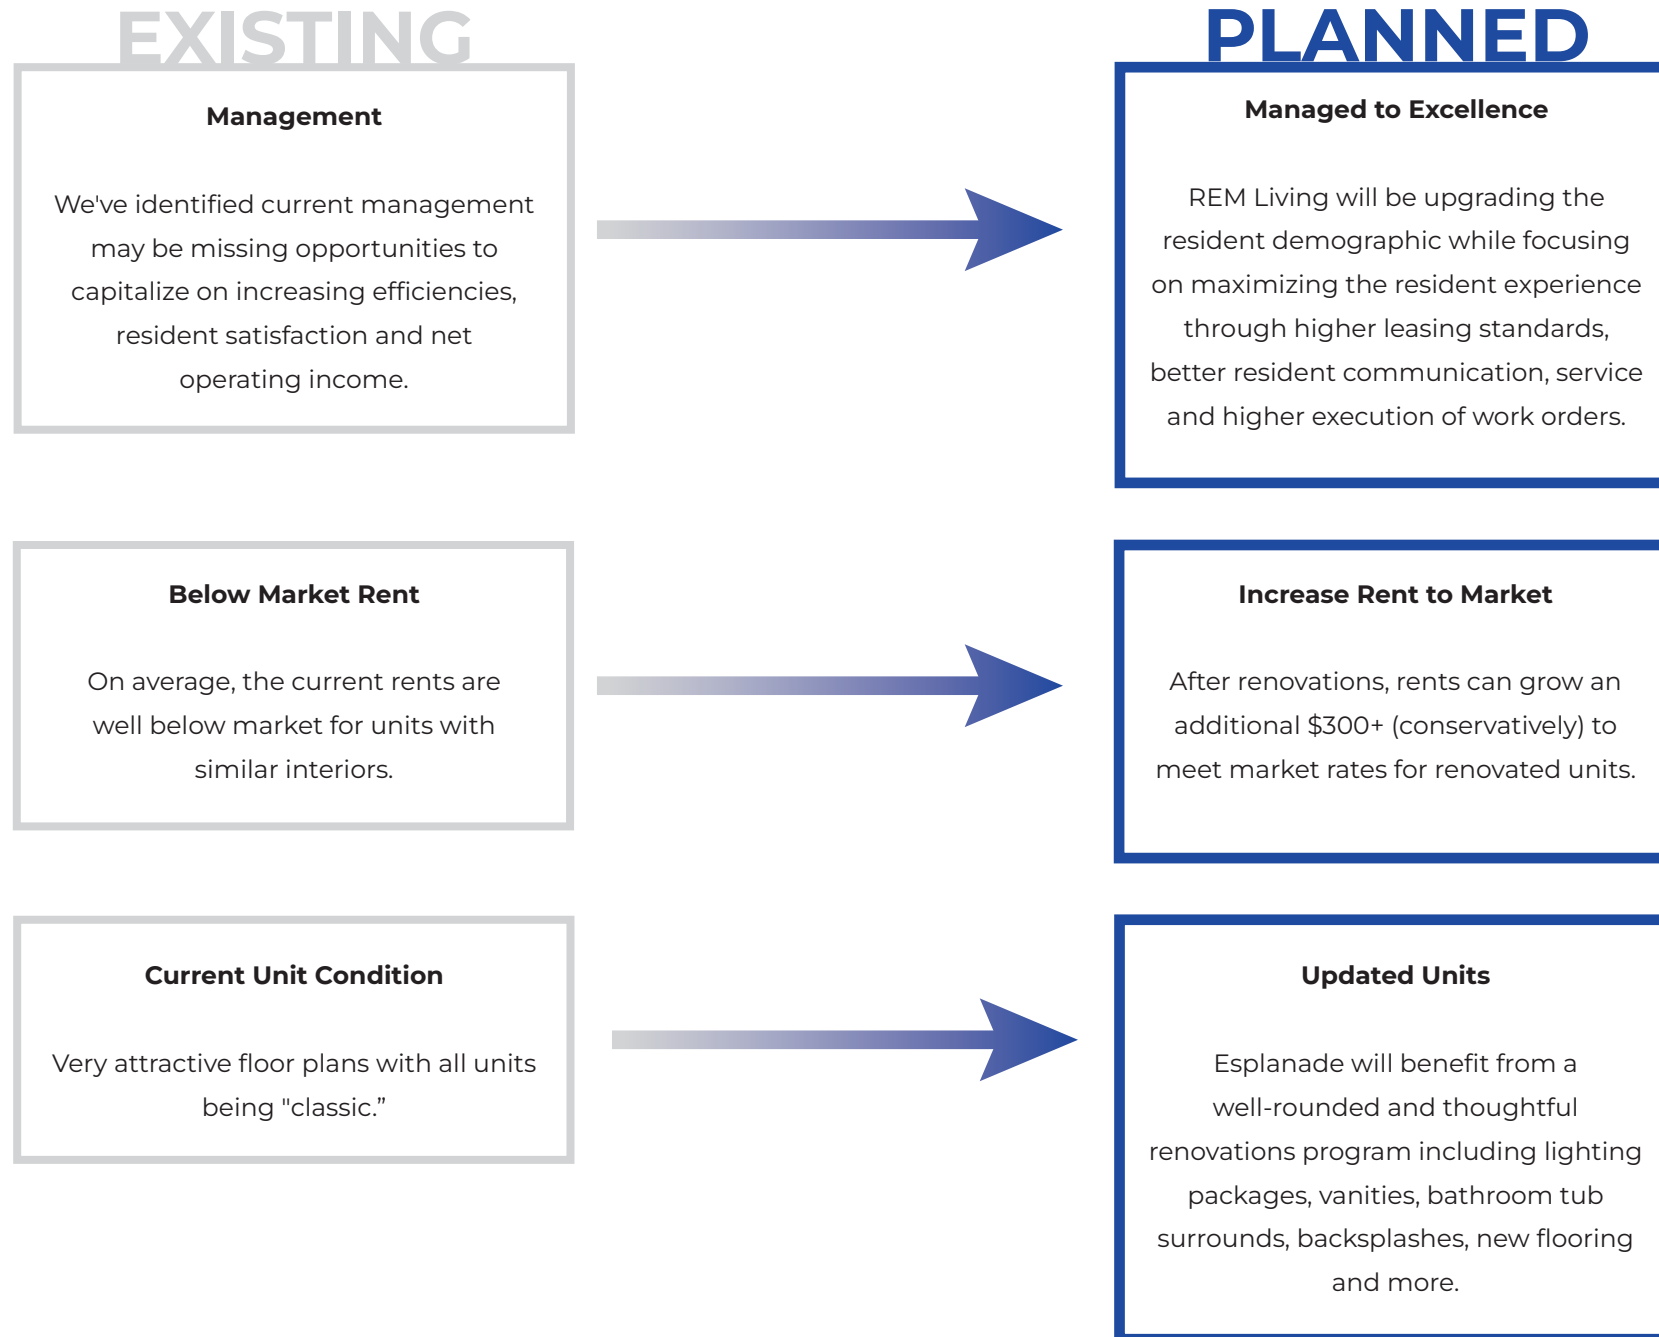 EXISTING
Management
We've identified current management
may be missing opportunities to
capitalize on increasing efficiencies,
resident satisfaction and net
operating income.
PLANNED
Managed to Excellence
REM Living will be upgrading the
resident demographic while focusing
on maximizing the resident experience
through higher leasing standards,
better resident communication, service
and higher execution of work orders.
Below Market Rent
On average, the current rents are
well below market for units with
similar interiors.
Increase Rent to Market
After renovations, rents can grow an
additional $300+ (conservatively) to
meet market rates for renovated units.
Current Unit Condition
Very attractive floor plans with all units
being "classic.”
Updated Units
Esplanade will benefit from a
well-rounded and thoughtful
renovations program including lighting
packages, vanities, bathroom tub
surrounds, backsplashes, new flooring
and more.